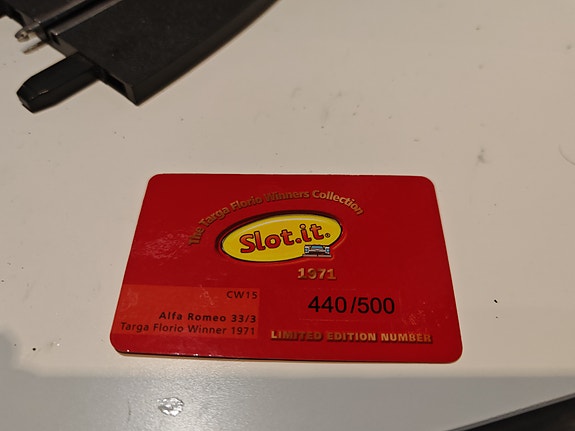 The Targa Florio Winners Collection
Slot.it.®
1971
CW15
440/500
Alfa Romeo 33/3
Targa Florio Winner 1971
LIMITED EDITION NUMBER